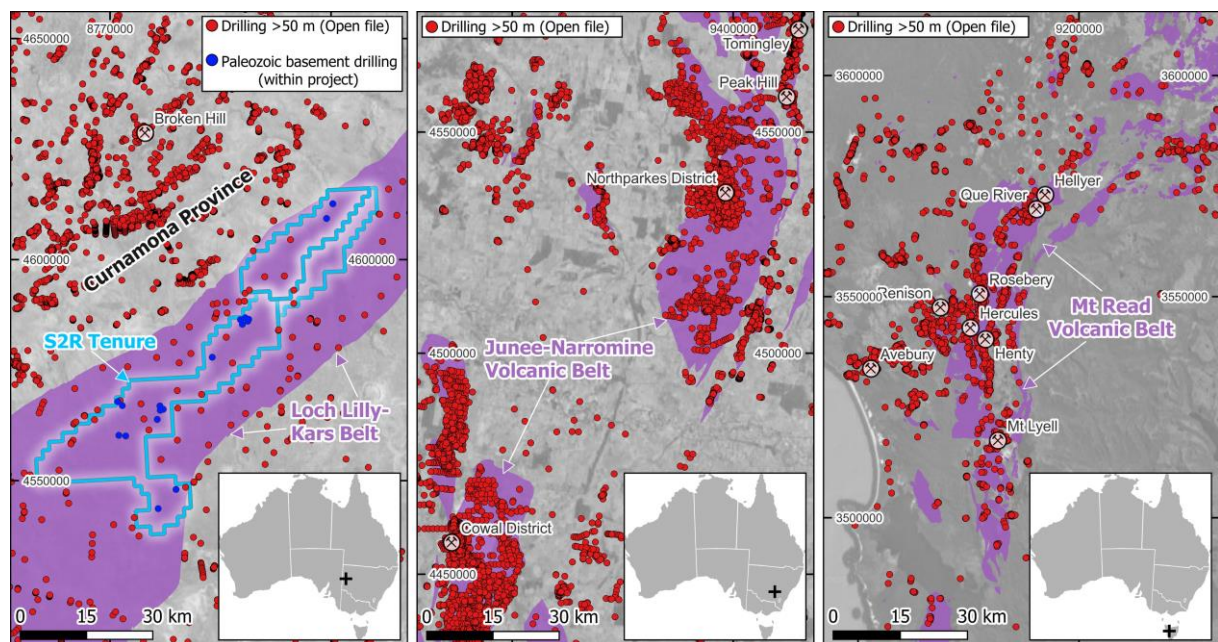 4650000
8770000
Drilling >50 m (Open file)
Paleozoic basement drilling
(within project)
Broken Hill
Curnamona Province
4600000
S2R Tenure
Loch Lilly-
Kars Belt
4550000
0 15 30 km
Drilling >50 m (Open file)
9400000
Tomingley
Peak Hill
4550000
4550000
Northparkes District
4500000
4500000
Junee-Narromine
Volcanic Belt
Cowal District
4450000
4450000
0 15 30 km
Drilling >50 m (Open file)
9200000
3600000
3600000
Hellyer
Que River
Rosebery
3550000
3550000
Renison
Hercules
Mt Read
Volcanic Belt
Henty
Avebury
Mt Lyell
3500000
0 15 30 km